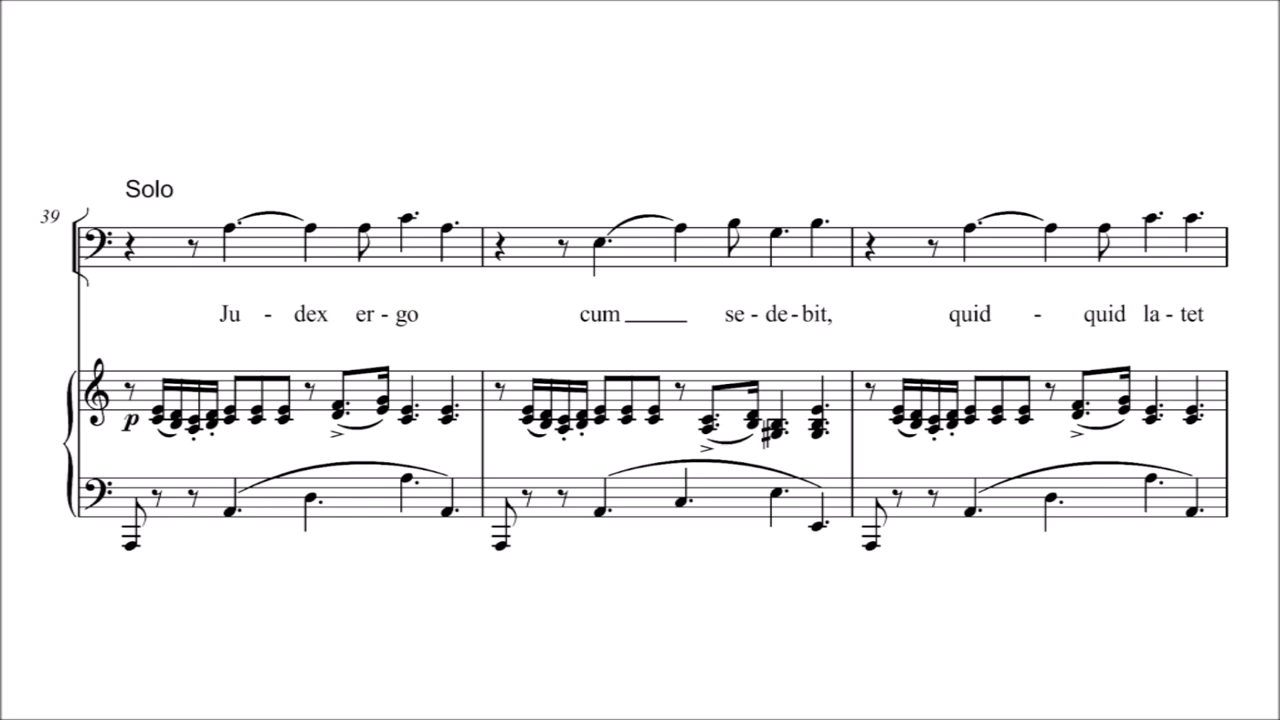 Solo
39
Ju - dex er - go cum se - de - bit, quid - quid la - tet
p